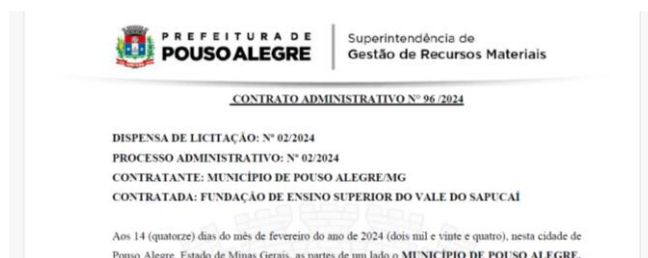 PREFEITURA DE
POUSO ALEGRE
Superintendência de
Gestão de Recursos Materiais
CONTRATO ADMINISTRATIVO Nº 96 /2024
DISPENSA DE LICITAÇÃO: Nº 02/2024
PROCESSO ADMINISTRATIVO: Nº 02/2024
CONTRATANTE: MUNICÍPIO DE POUSO ALEGRE/MG
CONTRATADA: FUNDAÇÃO DE ENSINO SUPERIOR DO VALE DO SAPUCAÍ
Aos 14 (quatorze) dias do mês de fevereiro do ano de 2024 (dois mil e vinte e quatro), nesta cidade de
Pouso Alegre, Estado de Minas Gerais, as partes de um lado o MUNICÍPIO DE POUSO ALEGRE,